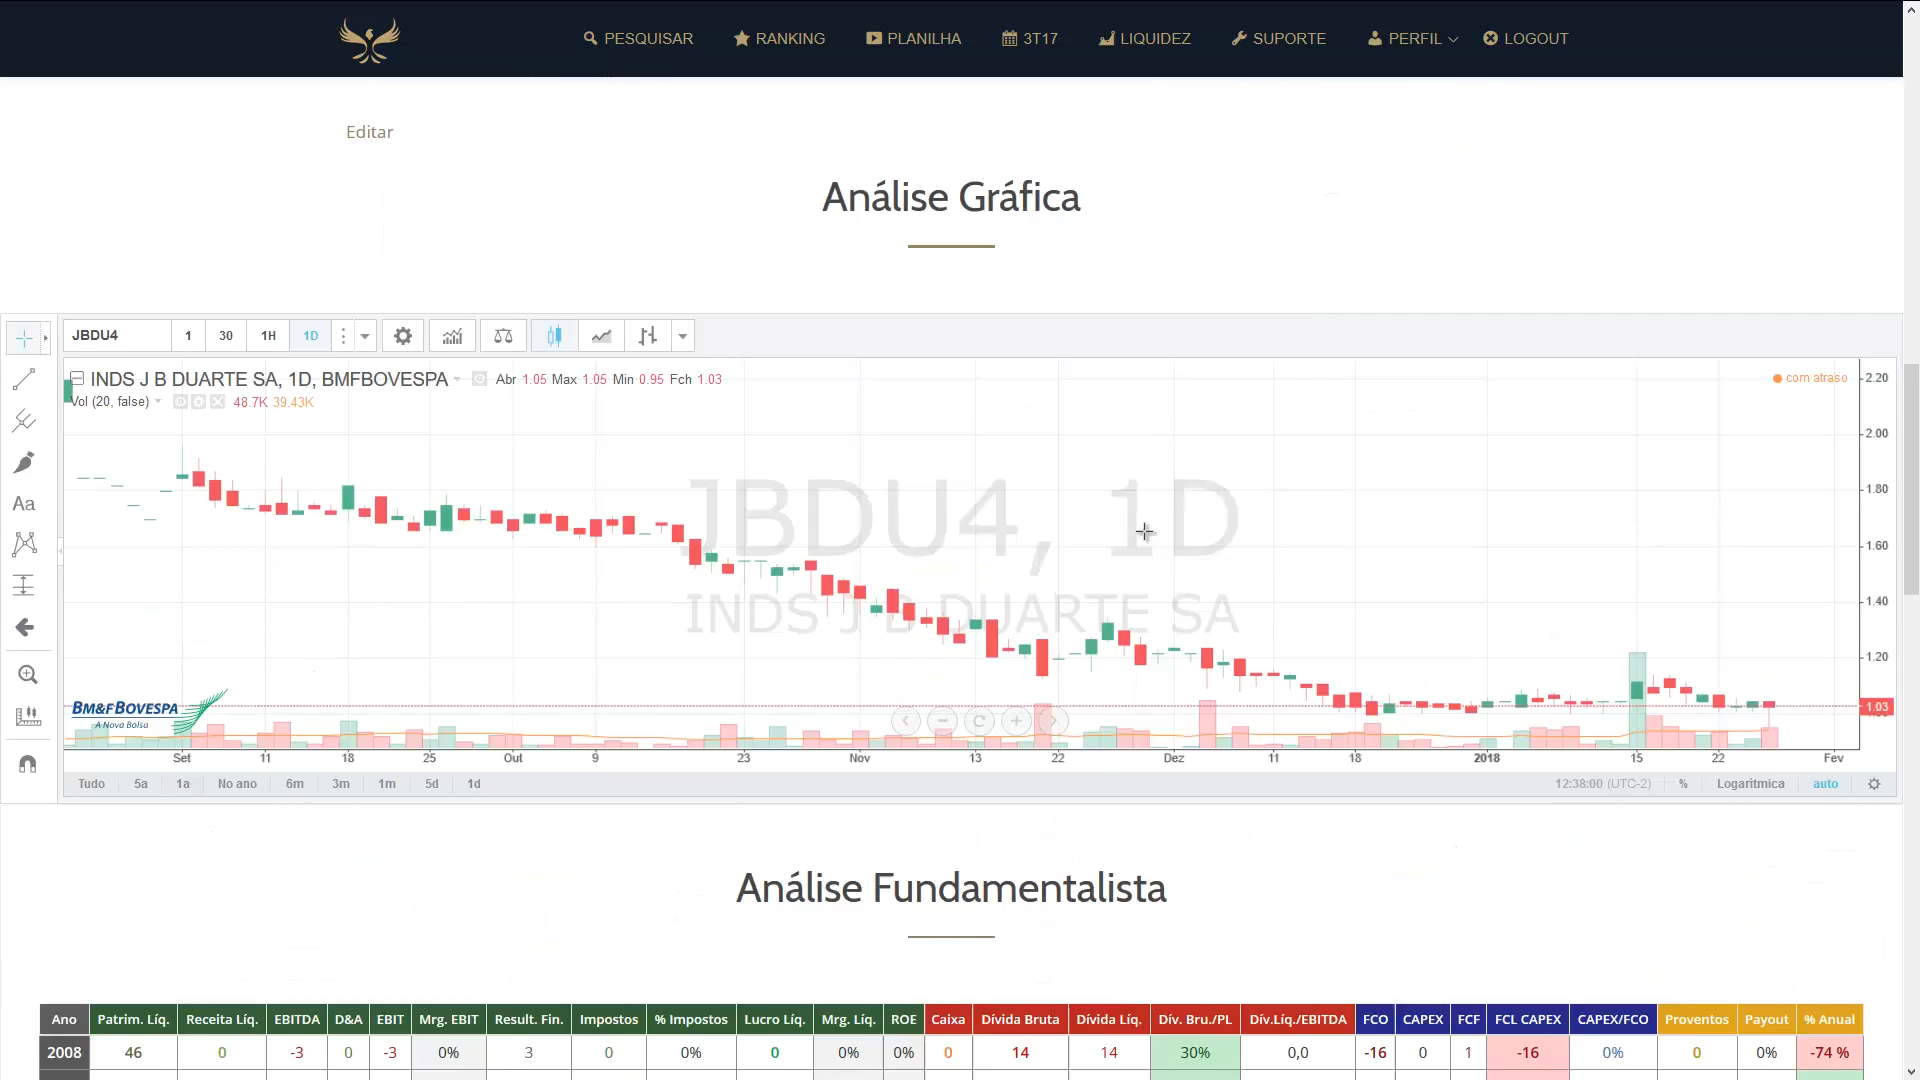 PESQUISAR RANKING PLANILHA 3T17 LIQUIDEZ SUPORTE PERFIL LOGOUT
Editar
Análise Gráfica
JBDU4 1 30 1H 1D
INDS J B DUARTE SA, 1D, BMFBOVESPA Abr 1.05 Max 1.05 Min 0.95 Fch 1.03
com atraso
Vol (20, false) 48.7K 39.43K
2.20
2.00
1.80
1.60
1.40
1.20
1.03
JBDU4, 1D
INDS J B DUARTE SA
BM&FBOVESPA
A Nova Bolsa
Set 11 18 25 Out 9 23 Nov 13 22 Dez 11 18 2018 15 22 Fev
Tudo 5a 1a No ano 6m 3m 1m 5d 1d 12:38:00 (UTC-2) % Logarítmica auto
Análise Fundamentalista
Ano Patrim. Líq. Receita Líq. EBITDA D&A EBIT Mrg. EBIT Result. Fin. Impostos % Impostos Lucro Líq. Mrg. Líq. ROE Caixa Dívida Bruta Dívida Líq. Dív. Bru./PL Dív.Líq./EBITDA FCO CAPEX FCF FCL CAPEX CAPEX/FCO Proventos Payout % Anual
2008 46 0 -3 0 -3 0% 3 0 0% 0 0% 0% 0 14 14 30% 0,0 -16 0 1 -16 0% 0 0% -74 %